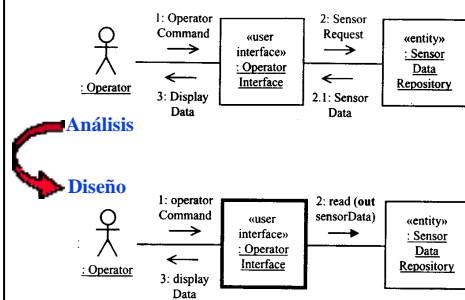 1: Operator
Command
2: Sensor
Request
«user
interface»
: Operator
Interface
«entity»
: Sensor
Data
Repository
: Operator
3: Display
Data
2.1: Sensor
Data
Análisis
Diseño
1: operator
Command
2: read (out
sensorData)
«user
interface»
: Operator
Interface
«entity»
: Sensor
Data
Repository
:
: Operator
3: display
Data